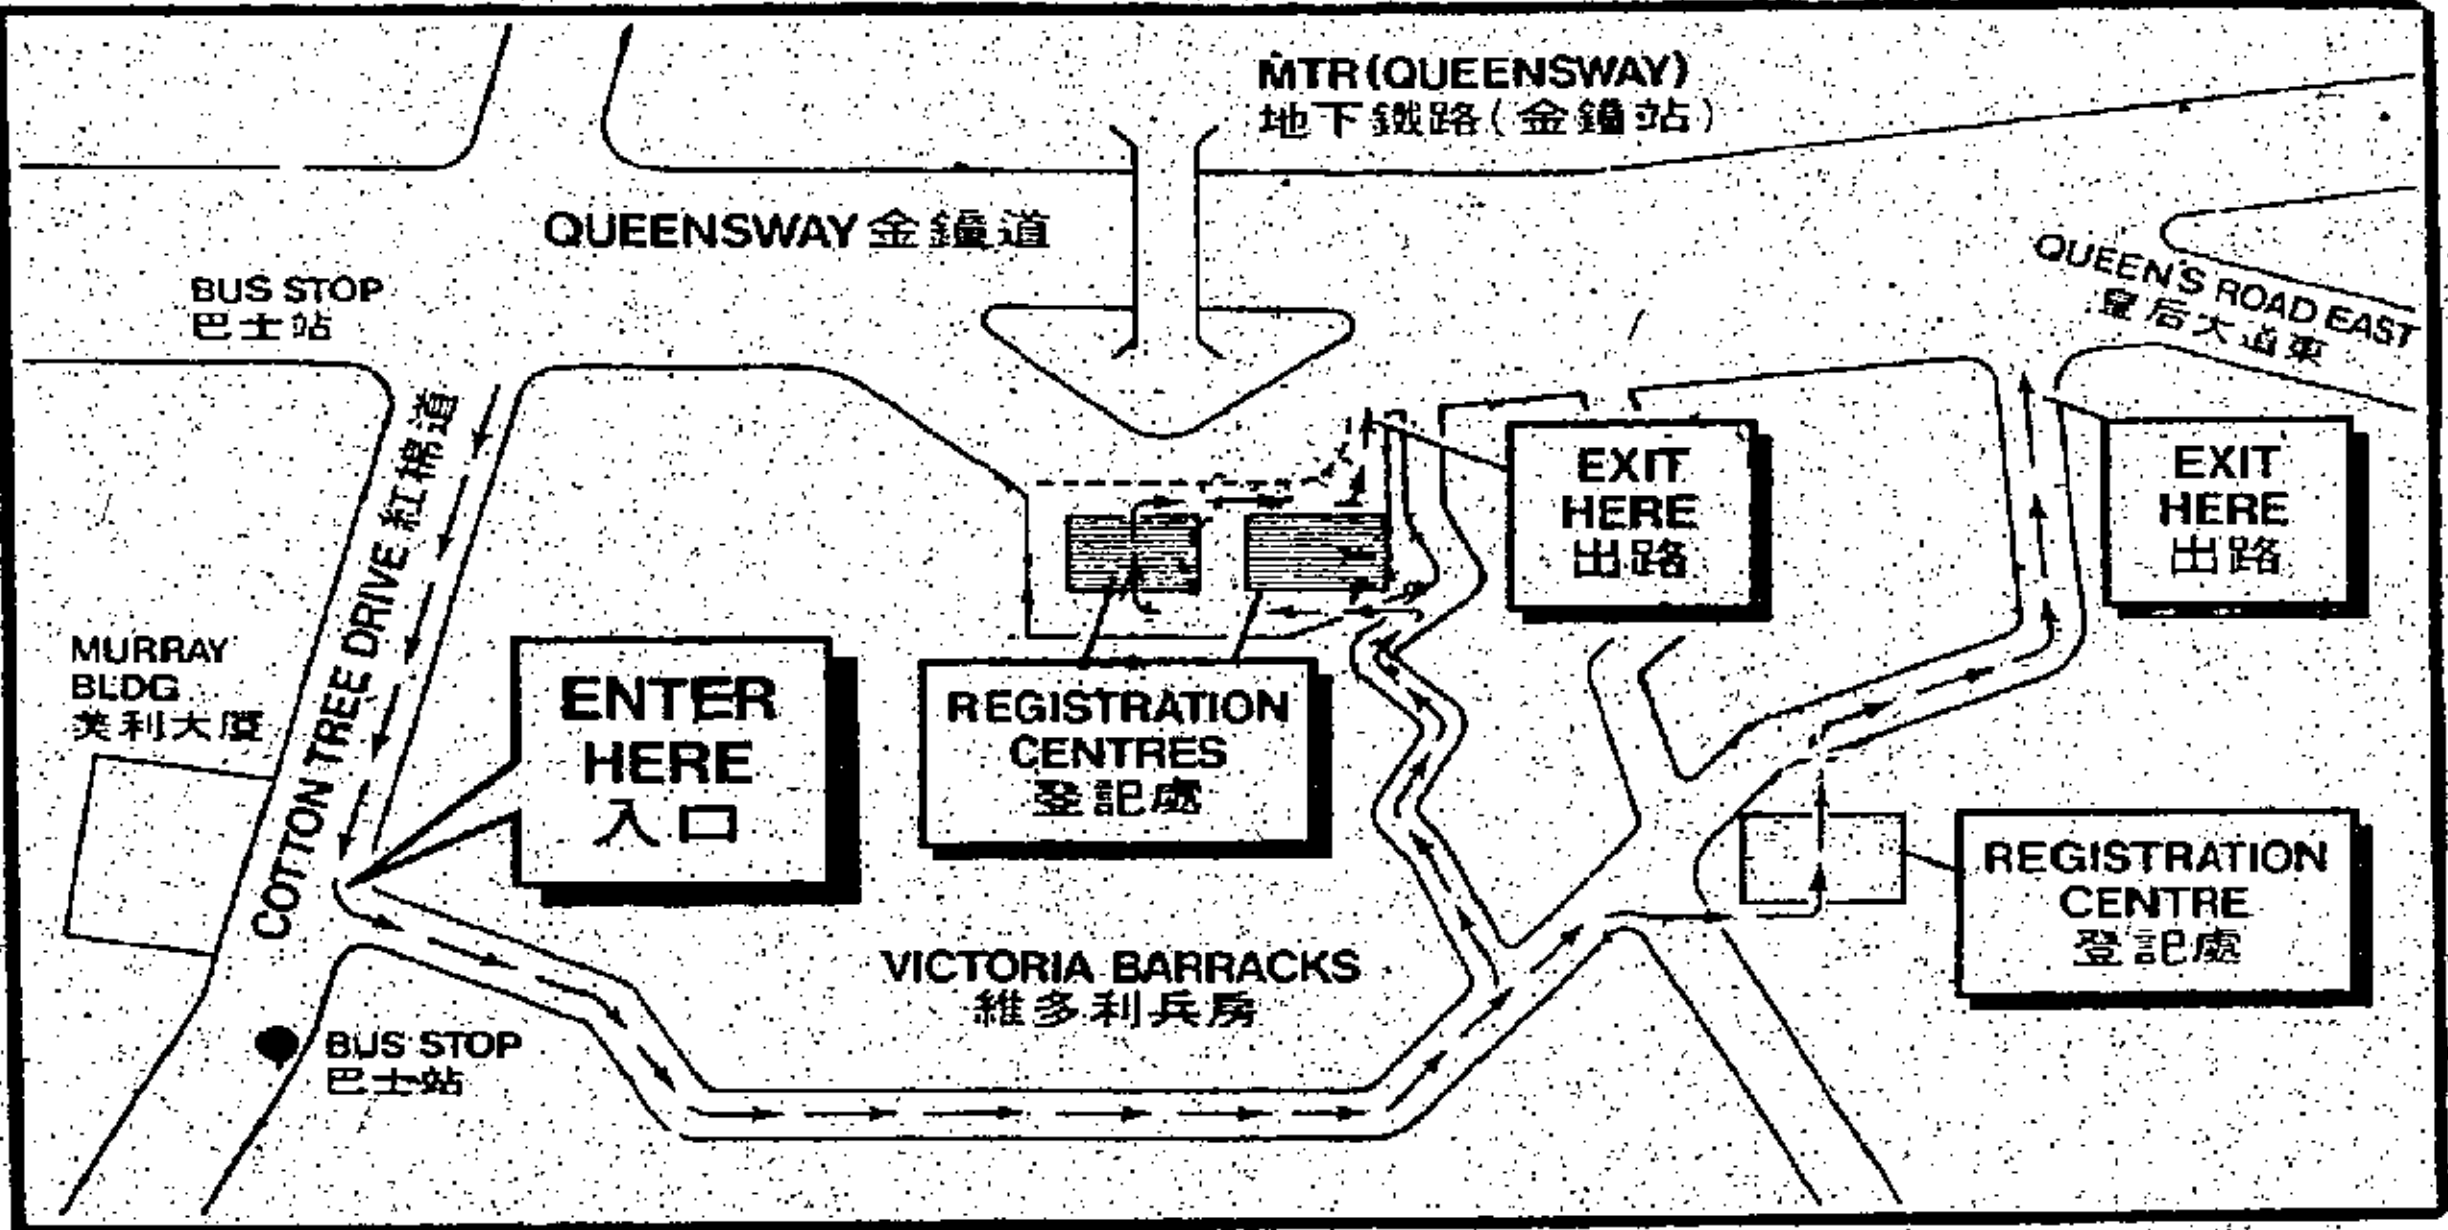 MTR (QUEENSWAY)
地下鐵路(金鐘站)
QUEENSWAY 金鐘道
BUS STOP
巴士站
QUEEN'S ROAD EAST
皇后大道東
COTTON TREE DRIVE 紅棉道
MURRAY
BLDG
美利大廈
ENTER
HERE
入口
REGISTRATION
CENTRES
登記處
EXIT
HERE
出路
EXIT
HERE
出路
REGISTRATION
CENTRE
登記處
VICTORIA BARRACKS
維多利兵房
BUS STOP
巴士站